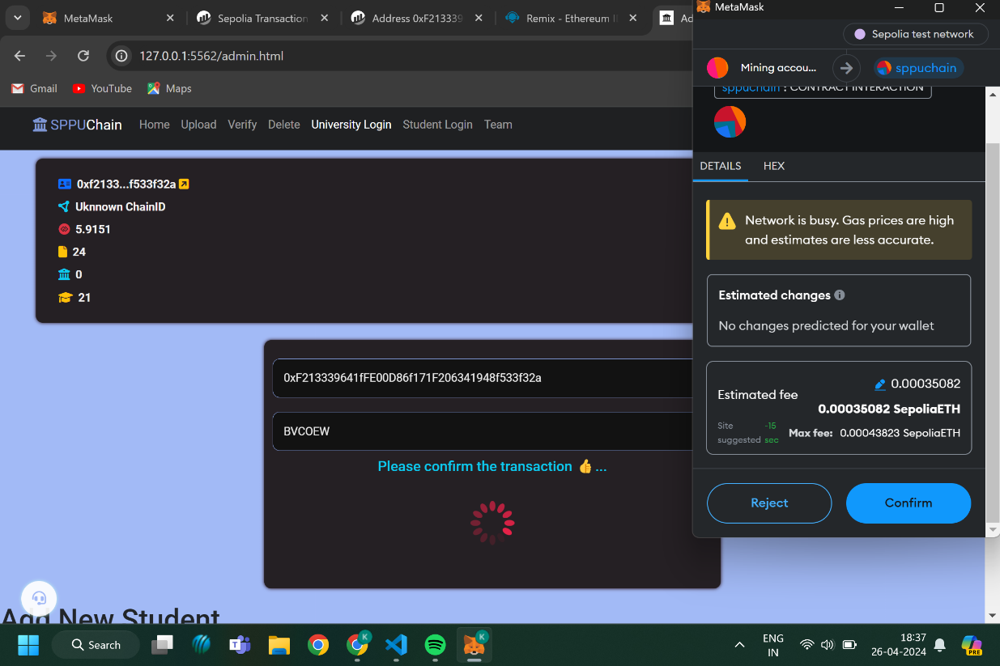 MetaMask
Sepolia Transaction
Address 0xF213339
Remix - Ethereum I
Ad
127.0.0.1:5562/admin.html
Gmail
YouTube
Maps
SPPUChain
Home
Upload
Verify
Delete
University Login
Student Login
Team
0xf2133...f533f32a
Uknnown ChainID
5.9151
24
0
21
0xF213339641fFE00D86f171F206341948f533f32a
BVCOEW
Please confirm the transaction 👍 ...
Add New Student
MetaMask
Sepolia test network
Mining accou...
sppuchain
sppuchain : CONTRACT INTERACTION
DETAILS
HEX
Network is busy. Gas prices are high
and estimates are less accurate.
Estimated changes
No changes predicted for your wallet
Estimated fee
0.00035082
0.00035082 SepoliaETH
Site suggested
~15 sec
Max fee: 0.00043823 SepoliaETH
Reject
Confirm
Search
K
K
ENG
IN
18:37
26-04-2024
PRE